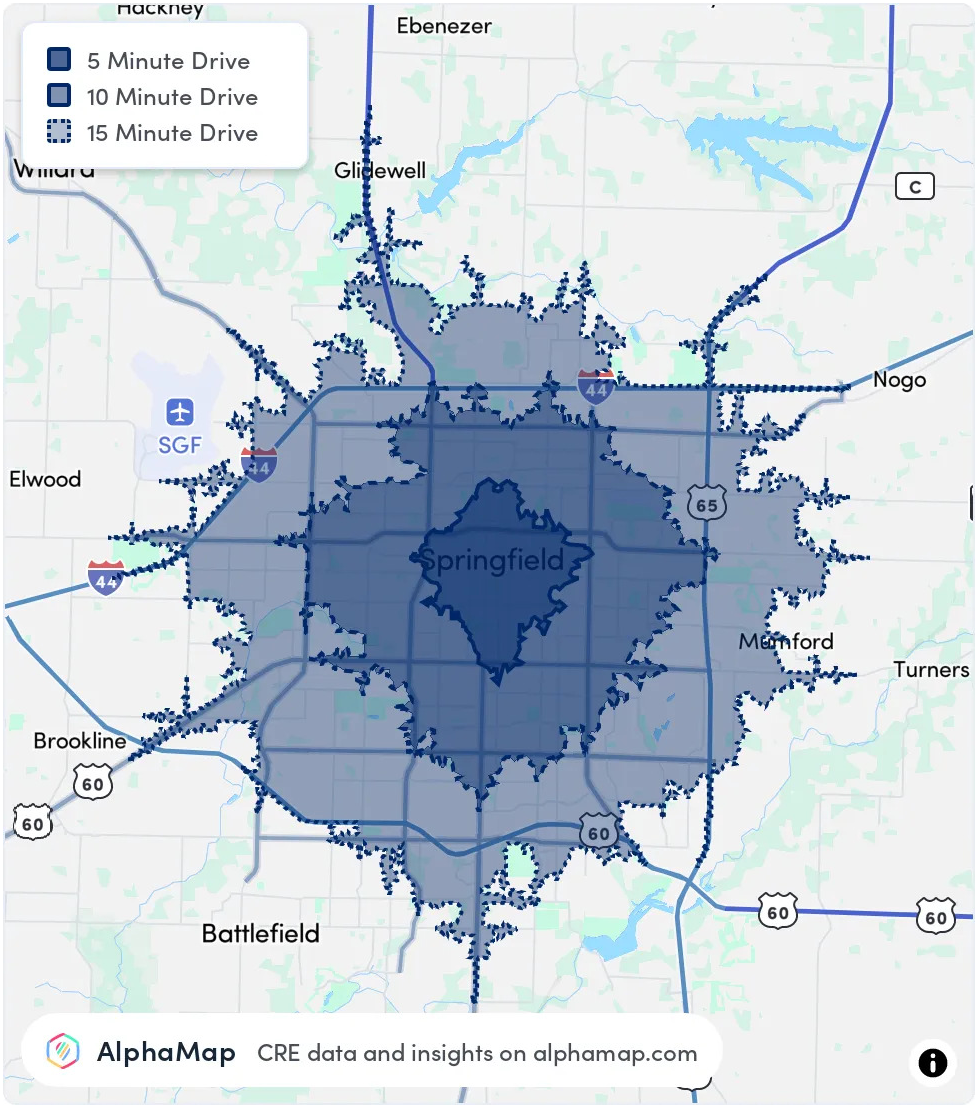 Hackney
Ebenezer
5 Minute Drive
10 Minute Drive
15 Minute Drive
Willard
Glidewell
C
44
Nogo
SGF
44
Elwood
65
Springfield
44
Mumford
Turners
Brookline
60
60
60
60
60
Battlefield
AlphaMap CRE data and insights on alphamap.com